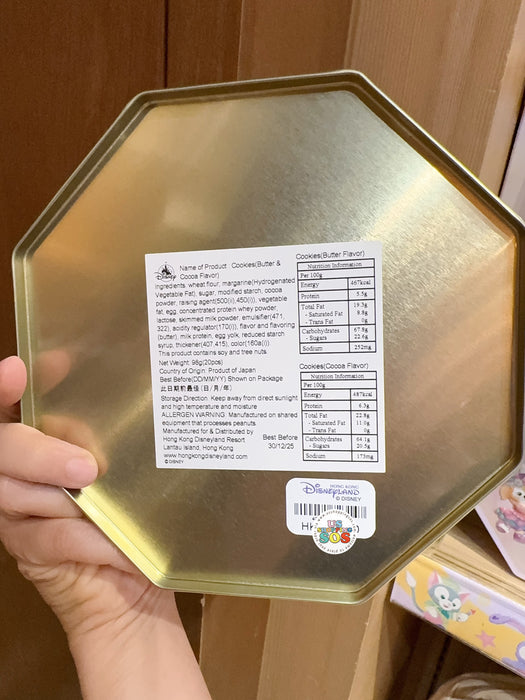 Disney
Name of Product : Cookies(Butter &
Cocoa Flavor)
Ingredients: wheat flour, margarine(Hydrogenated
Vegetable Fat), sugar, modified starch, cocoa
powder, raising agent(500(ii),450(i)), vegetable
fat, egg, concentrated protein whey powder,
lactose, skimmed milk powder, emulsifier(471,
322), acidity regulator(170(i)), flavor and flavoring
(butter), milk protein, egg yolk, reduced starch
syrup, thickener(407,415), color(160a(ii)).
This product contains soy and tree nuts.
Net Weight: 98g(20pcs)
Country of Origin: Product of Japan
Best Before(DD/MM/YY) Shown on Package
此日期前最佳 (日/月/年)
Storage Direction: Keep away from direct sunlight
and high temperature and moisture
ALLERGEN WARNING: Manufactured on shared
equipment that processes peanuts.
Manufactured for & Distributed by
Hong Kong Disneyland Resort
Lantau Island, Hong Kong
www.hongkongdisneyland.com
© DISNEY
Best Before
30/12/25
Cookies(Butter Flavor)
Nutrition Information
Per 100g
Energy 467kcal
Protein 5.5g
Total Fat 19.3g
- Saturated Fat 8.8g
- Trans Fat 0g
Carbohydrates 67.8g
- Sugars 22.6g
Sodium 252mg
Cookies(Cocoa Flavor)
Nutrition Information
Per 100g
Energy 487kcal
Protein 6.3g
Total Fat 22.8g
- Saturated Fat 11.0g
- Trans Fat 0g
Carbohydrates 64.1g
- Sugars 20.5g
Sodium 173mg
HONG KONG
DISNEYLAND
© DISNEY
SOS